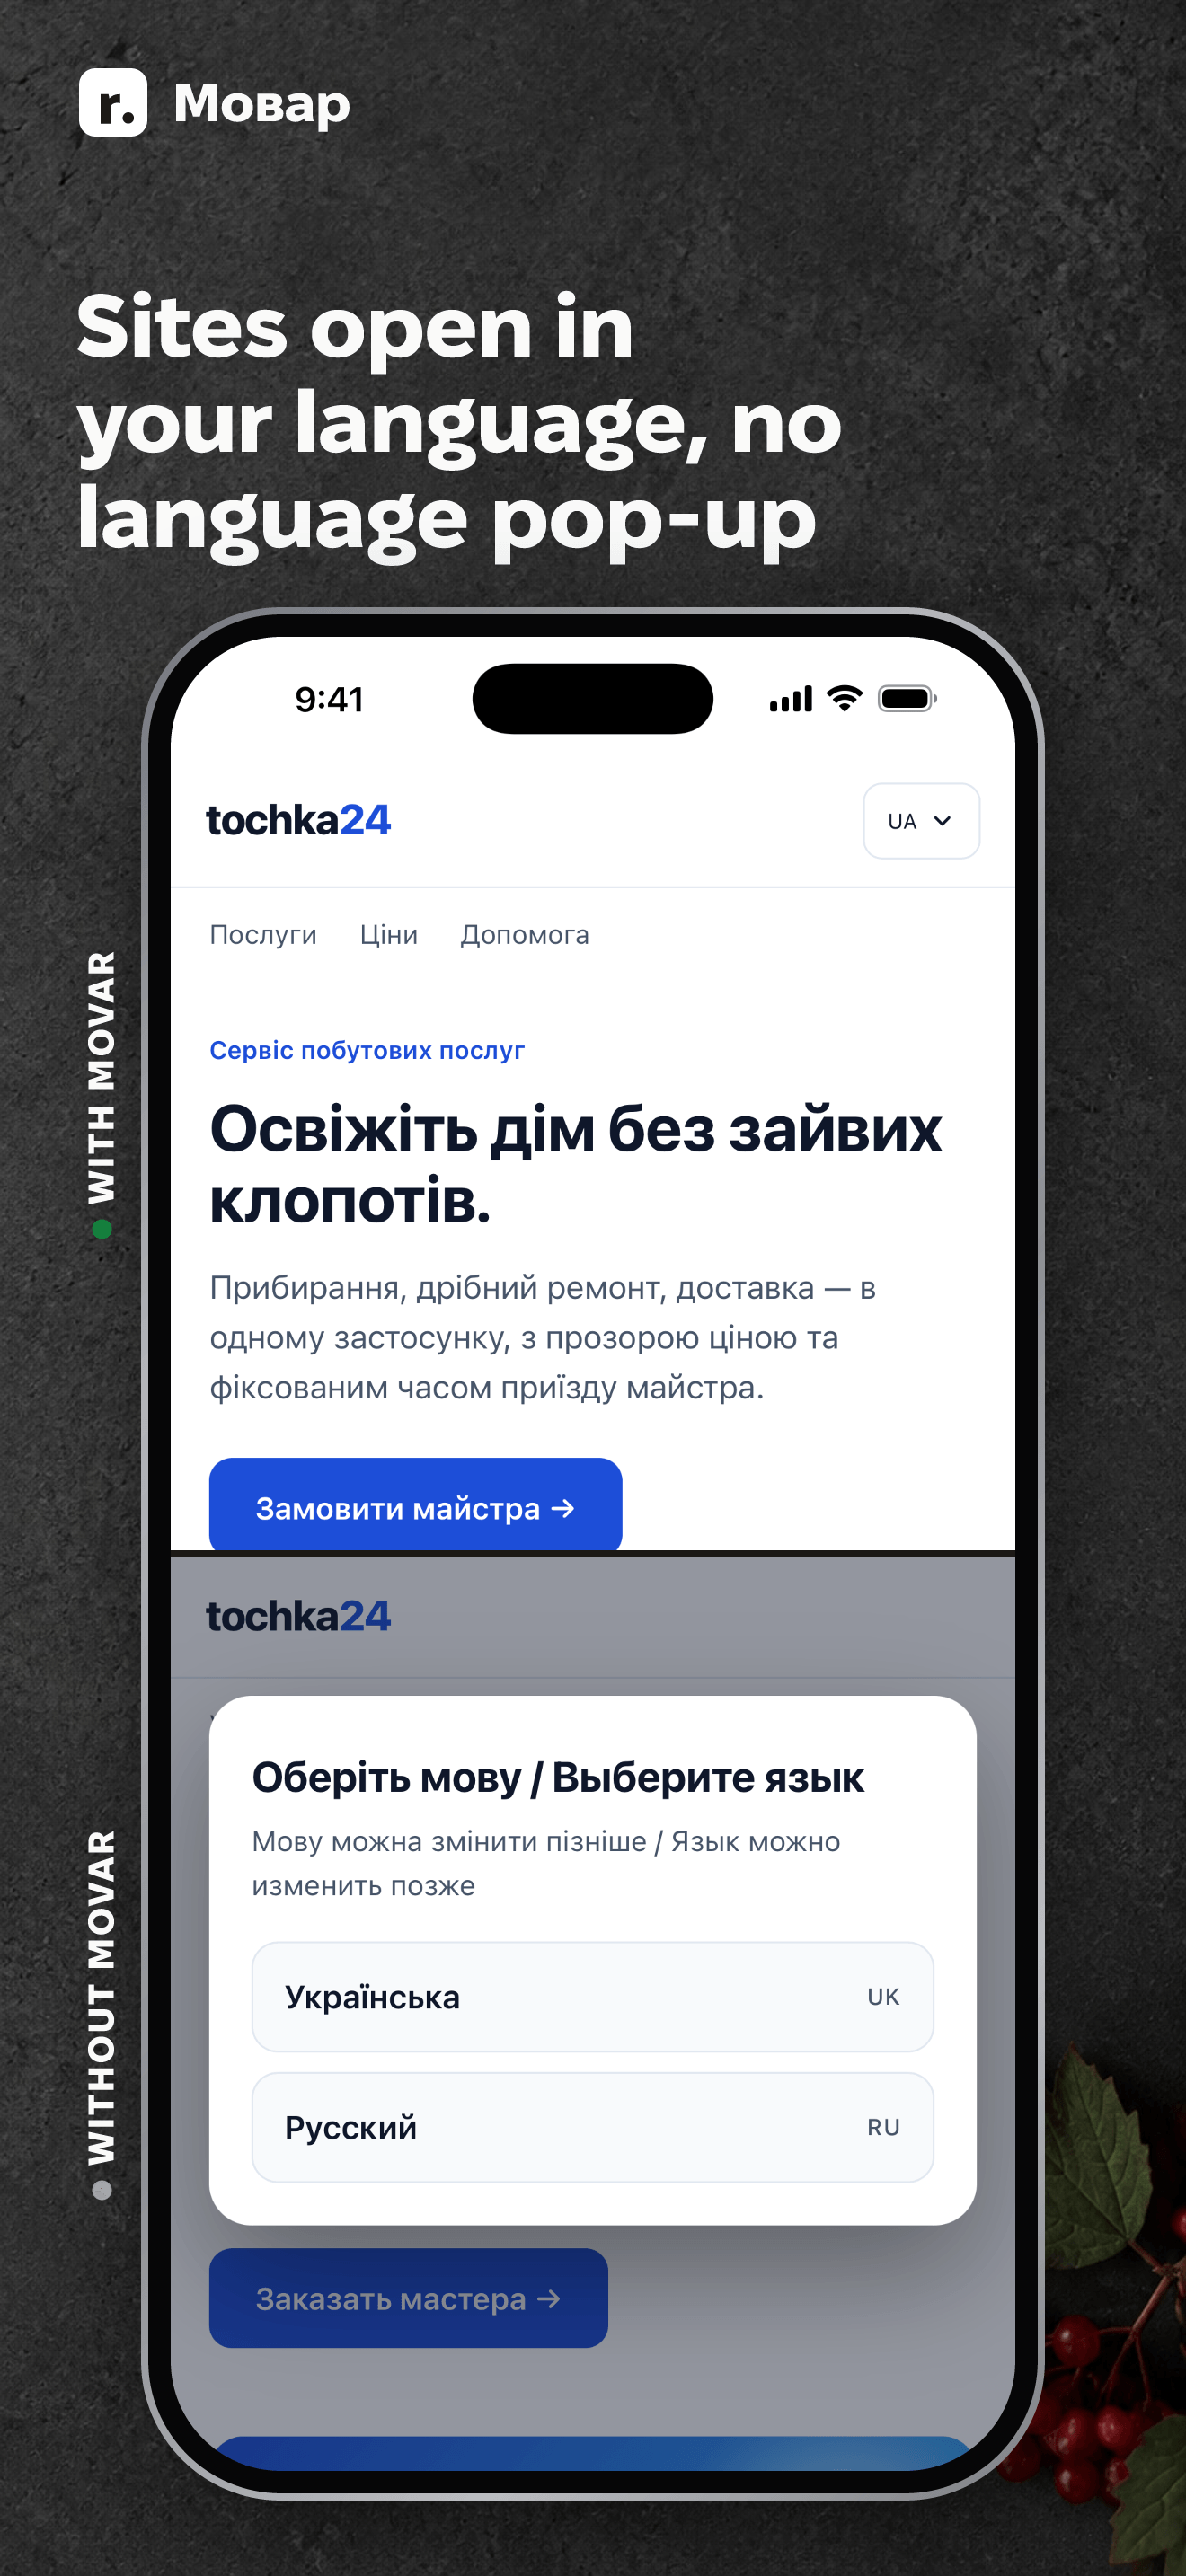 r. Мовар
Sites open in
your language, no
language pop-up
9:41
tochka24
UA
Послуги Ціни Допомога
WITH MOVAR
Сервіс побутових послуг
Освіжіть дім без зайвих
клопотів.
Прибирання, дрібний ремонт, доставка — в
одному застосунку, з прозорою ціною та
фіксованим часом приїзду майстра.
Замовити майстра →
tochka24
WITHOUT MOVAR
Оберіть мову / Выберите язык
Мову можна змінити пізніше / Язык можно
изменить позже
Українська UK
Русский RU
Заказать мастера →